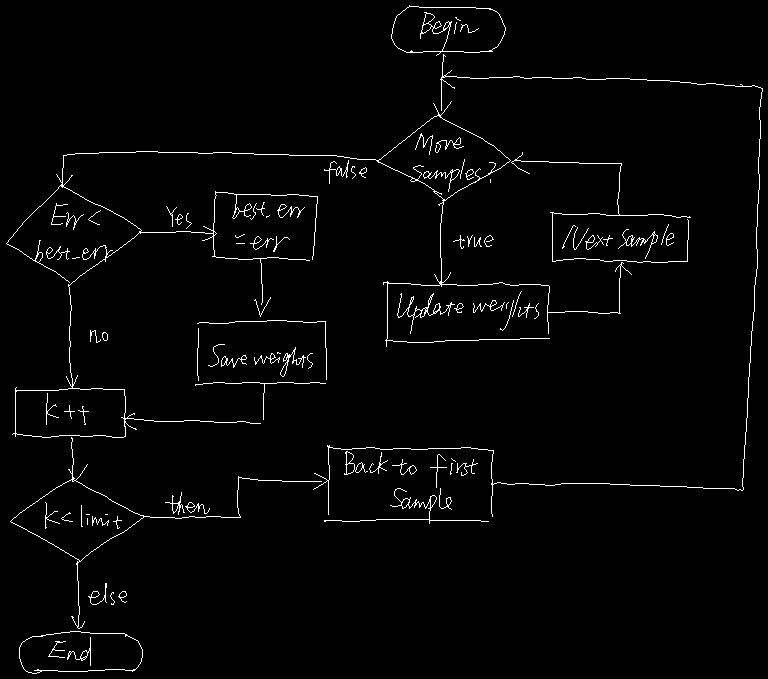 Begin
More
Samples?
false
true
Next Sample
Update weights
Err <
best_err
Yes
best_err
= err
no
Save weights
K++
Back to first
Sample
K < limit
then
else
End